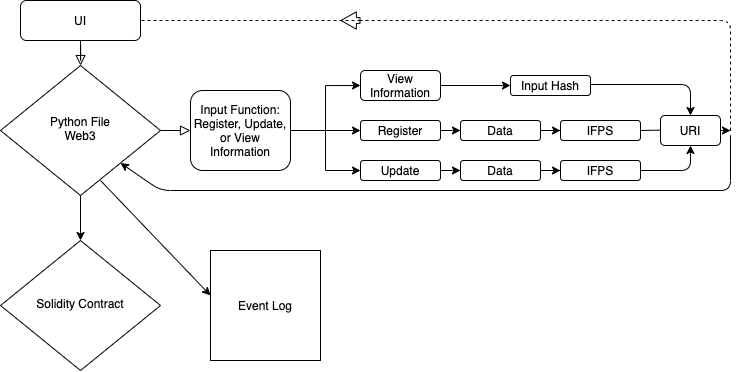 UI
Python File
Web3
Input Function:
Register, Update,
or View
Information
View
Information
Input Hash
Register
Data
IFPS
URI
Update
Data
IFPS
Solidity Contract
Event Log